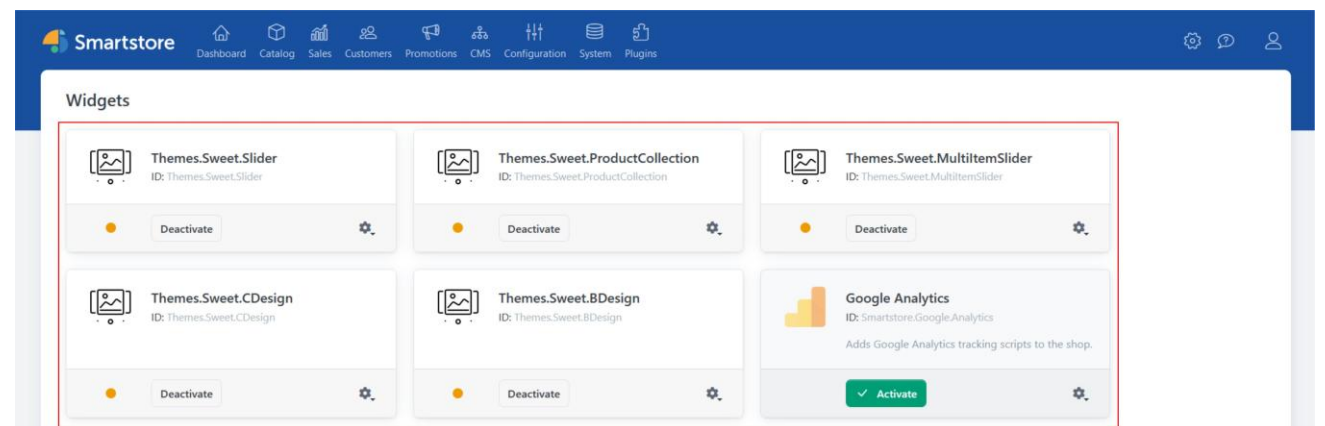 Smartstore
Dashboard Catalog Sales Customers Promotions CMS Configuration System Plugins
Widgets
Themes.Sweet.Slider
ID: Themes.Sweet.Slider
Deactivate
Themes.Sweet.ProductCollection
ID: Themes.Sweet.ProductCollection
Deactivate
Themes.Sweet.MultiItemSlider
ID: Themes.Sweet.MultiItemSlider
Deactivate
Themes.Sweet.CDesign
ID: Themes.Sweet.CDesign
Deactivate
Themes.Sweet.BDesign
ID: Themes.Sweet.BDesign
Deactivate
Google Analytics
ID: Smartstore.Google.Analytics
Adds Google Analytics tracking scripts to the shop.
Activate